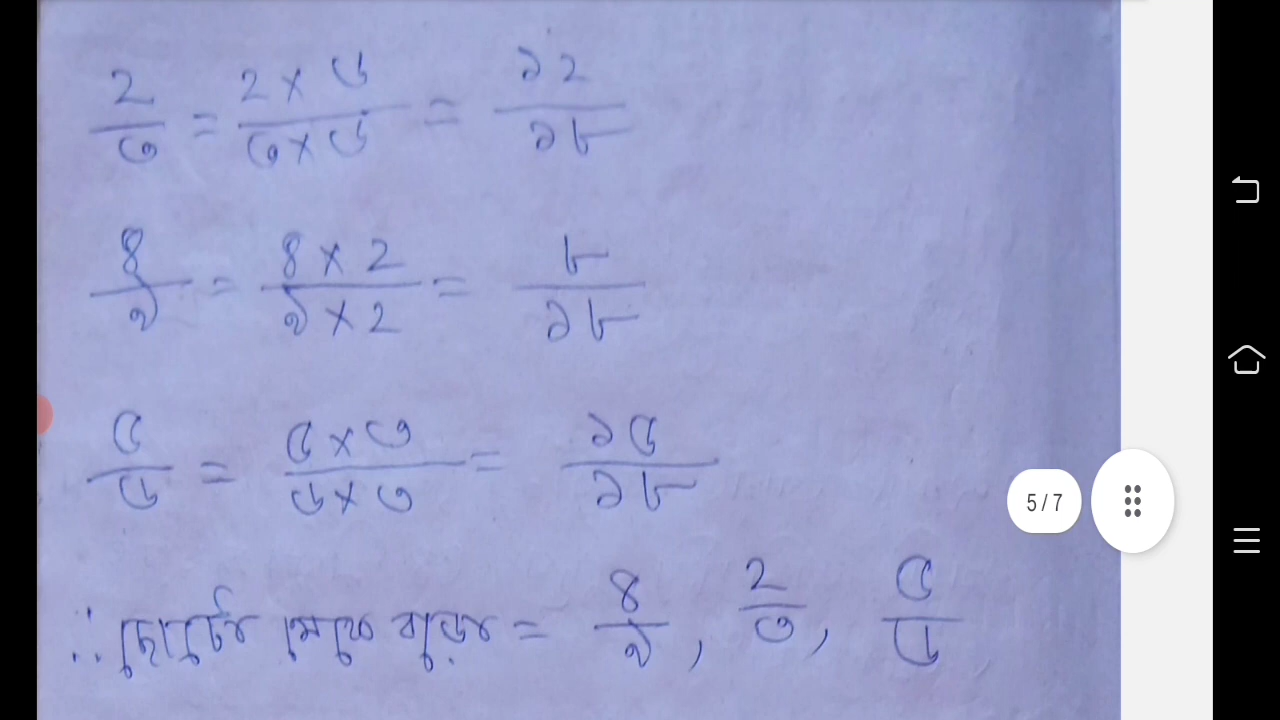 ২/৩ = ২ × ৬/৩ × ৬ = ১২/১৮
৪/৯ = ৪ × ২/৯ × ২ = ৮/১৮
৫/৬ = ৫ × ৩/৬ × ৩ = ১৫/১৮
5 / 7
∴ ছোটো থেকে বড়ো = ৪/৯, ২/৩, ৫/৬